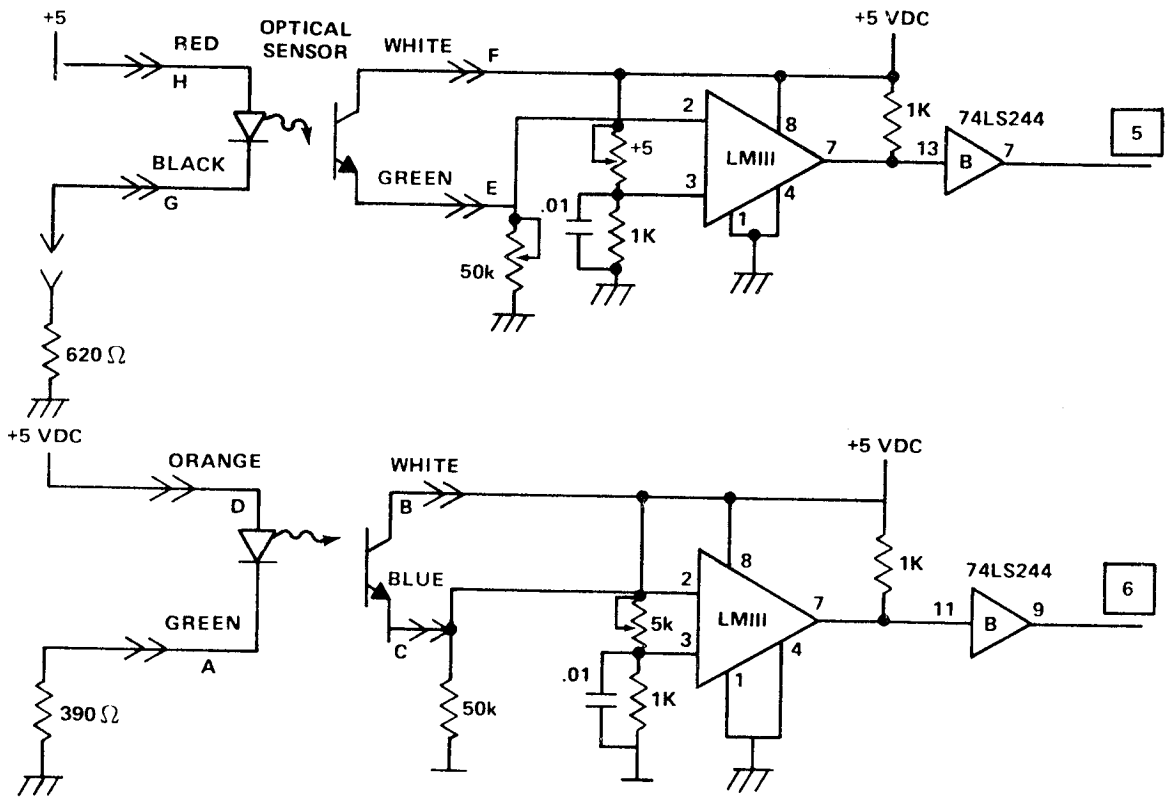 +5
RED
H
OPTICAL
SENSOR
WHITE
F
+5 VDC
BLACK
G
GREEN
E
2
3
8
+5
LMIII
7
1K
13
74LS244
B
7
5
1
4
.01
1K
50k
620 Ω
+5 VDC
ORANGE
D
WHITE
B
+5 VDC
BLUE
C
GREEN
A
390 Ω
50k
2
3
8
5k
LMIII
7
1K
11
74LS244
B
9
6
1
4
.01
1K